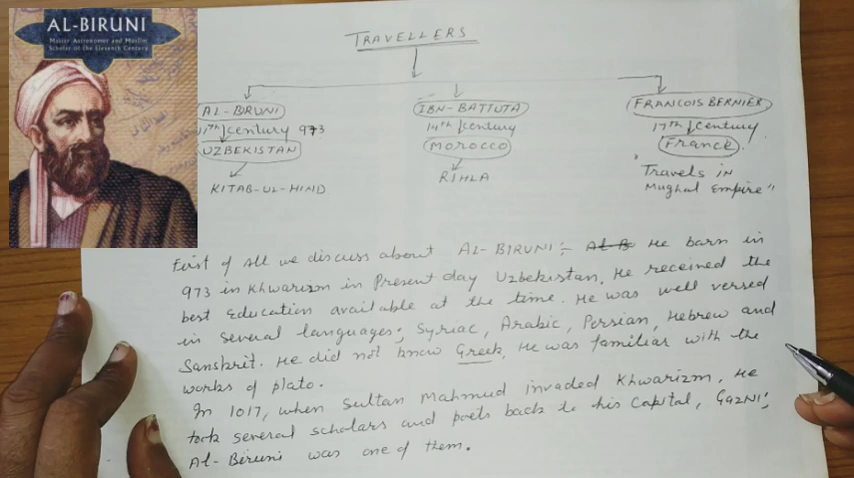 AL-BIRUNI
Master Astronomer and Muslim
Scholar of the Eleventh Century
TRAVELLERS
AL-BIRUNI
11th century 973
UZBEKISTAN
KITAB-UL-HIND
IBN-BATTUTA
14th century
MOROCCO
RIHLA
FRANCOIS BERNIER
17th century
France
"Travels in
Mughal Empire"
First of all we discuss about AL-BIRUNI:- Al B He barn in
973 in Khwarizm in Present day Uzbekistan. He received the
best Education available at the time. He was well versed
in several languages; Syriac, Arabic, Persian, Hebrew and
Sanskrit. He did not know Greek, He was familiar with the
works of plato.
In 1017, when Sultan Mahmud invaded Khwarizm, He
took several scholars and poets back to his Capital, Gazni;
Al-Biruni was one of them.